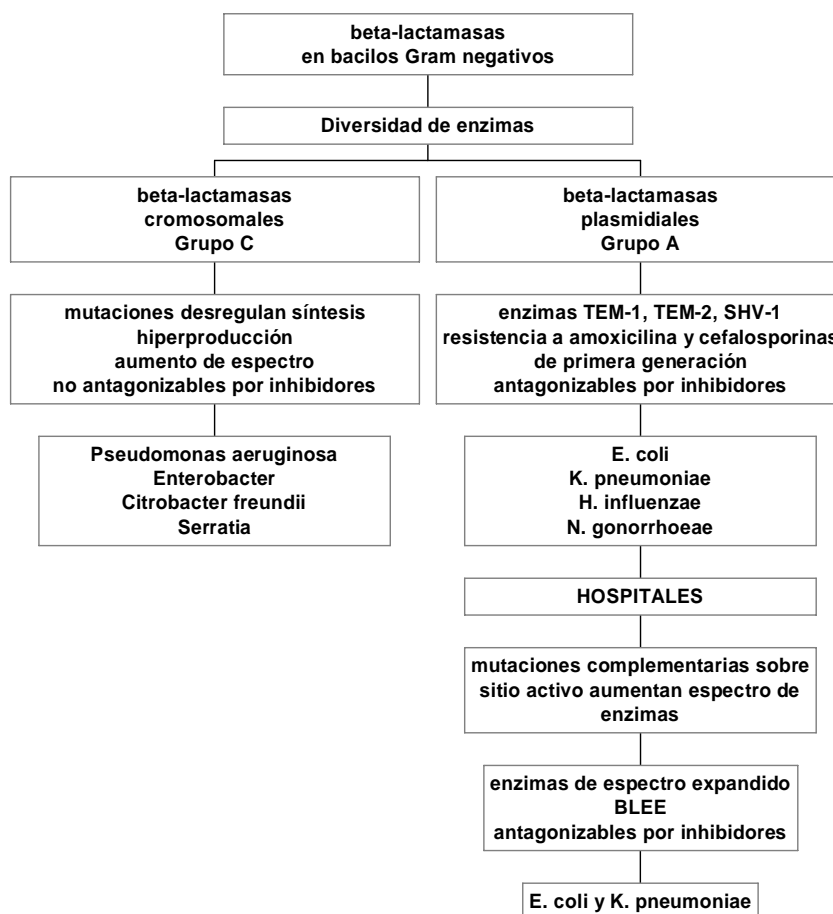 beta-lactamasas
en bacilos Gram negativos
Diversidad de enzimas
beta-lactamasas
cromosomales
Grupo C
beta-lactamasas
plasmidiales
Grupo A
mutaciones desregulan síntesis
hiperproducción
aumento de espectro
no antagonizables por inhibidores
enzimas TEM-1, TEM-2, SHV-1
resistencia a amoxicilina y cefalosporinas
de primera generación
antagonizables por inhibidores
Pseudomonas aeruginosa
Enterobacter
Citrobacter freundii
Serratia
E. coli
K. pneumoniae
H. influenzae
N. gonorrhoeae
HOSPITALES
mutaciones complementarias sobre
sitio activo aumentan espectro de
enzimas
enzimas de espectro expandido
BLEE
antagonizables por inhibidores
E. coli y K. pneumoniae